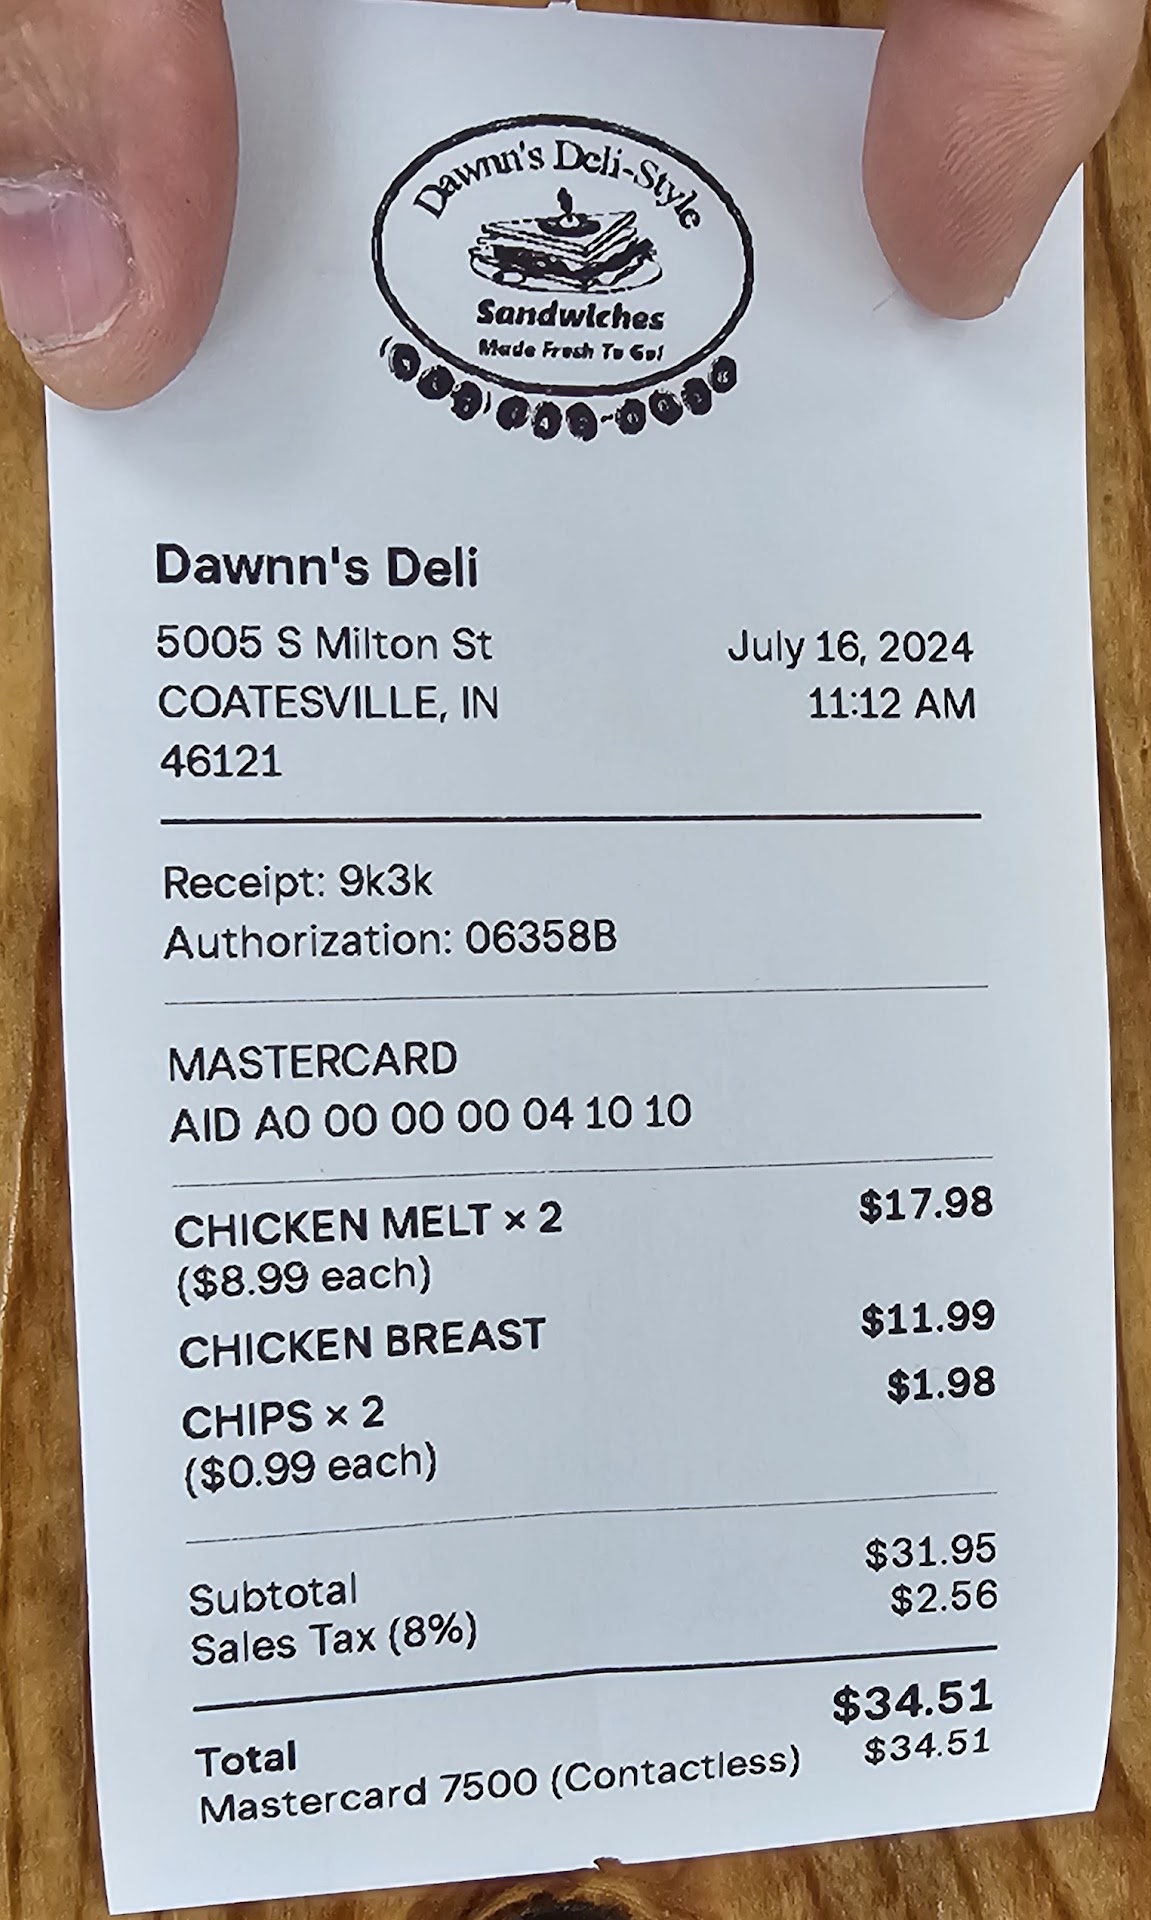 Dawnn's Deli-Style
Sandwiches
Made Fresh To Go!
Dawnn's Deli
5005 S Milton St
COATESVILLE, IN
46121
July 16, 2024
11:12 AM
Receipt: 9k3k
Authorization: 06358B
MASTERCARD
AID A0 00 00 00 04 10 10
CHICKEN MELT × 2 $17.98
($8.99 each)
CHICKEN BREAST $11.99
CHIPS × 2 $1.98
($0.99 each)
Subtotal $31.95
Sales Tax (8%) $2.56
Total $34.51
Mastercard 7500 (Contactless) $34.51